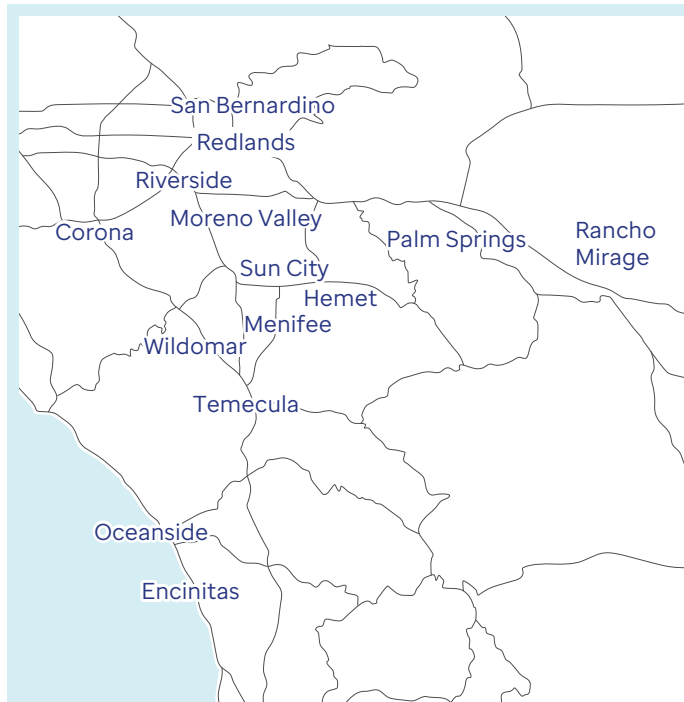 San Bernardino
Redlands
Riverside
Moreno Valley
Corona
Palm Springs
Rancho
Mirage
Sun City
Hemet
Menifee
Wildomar
Temecula
Oceanside
Encinitas